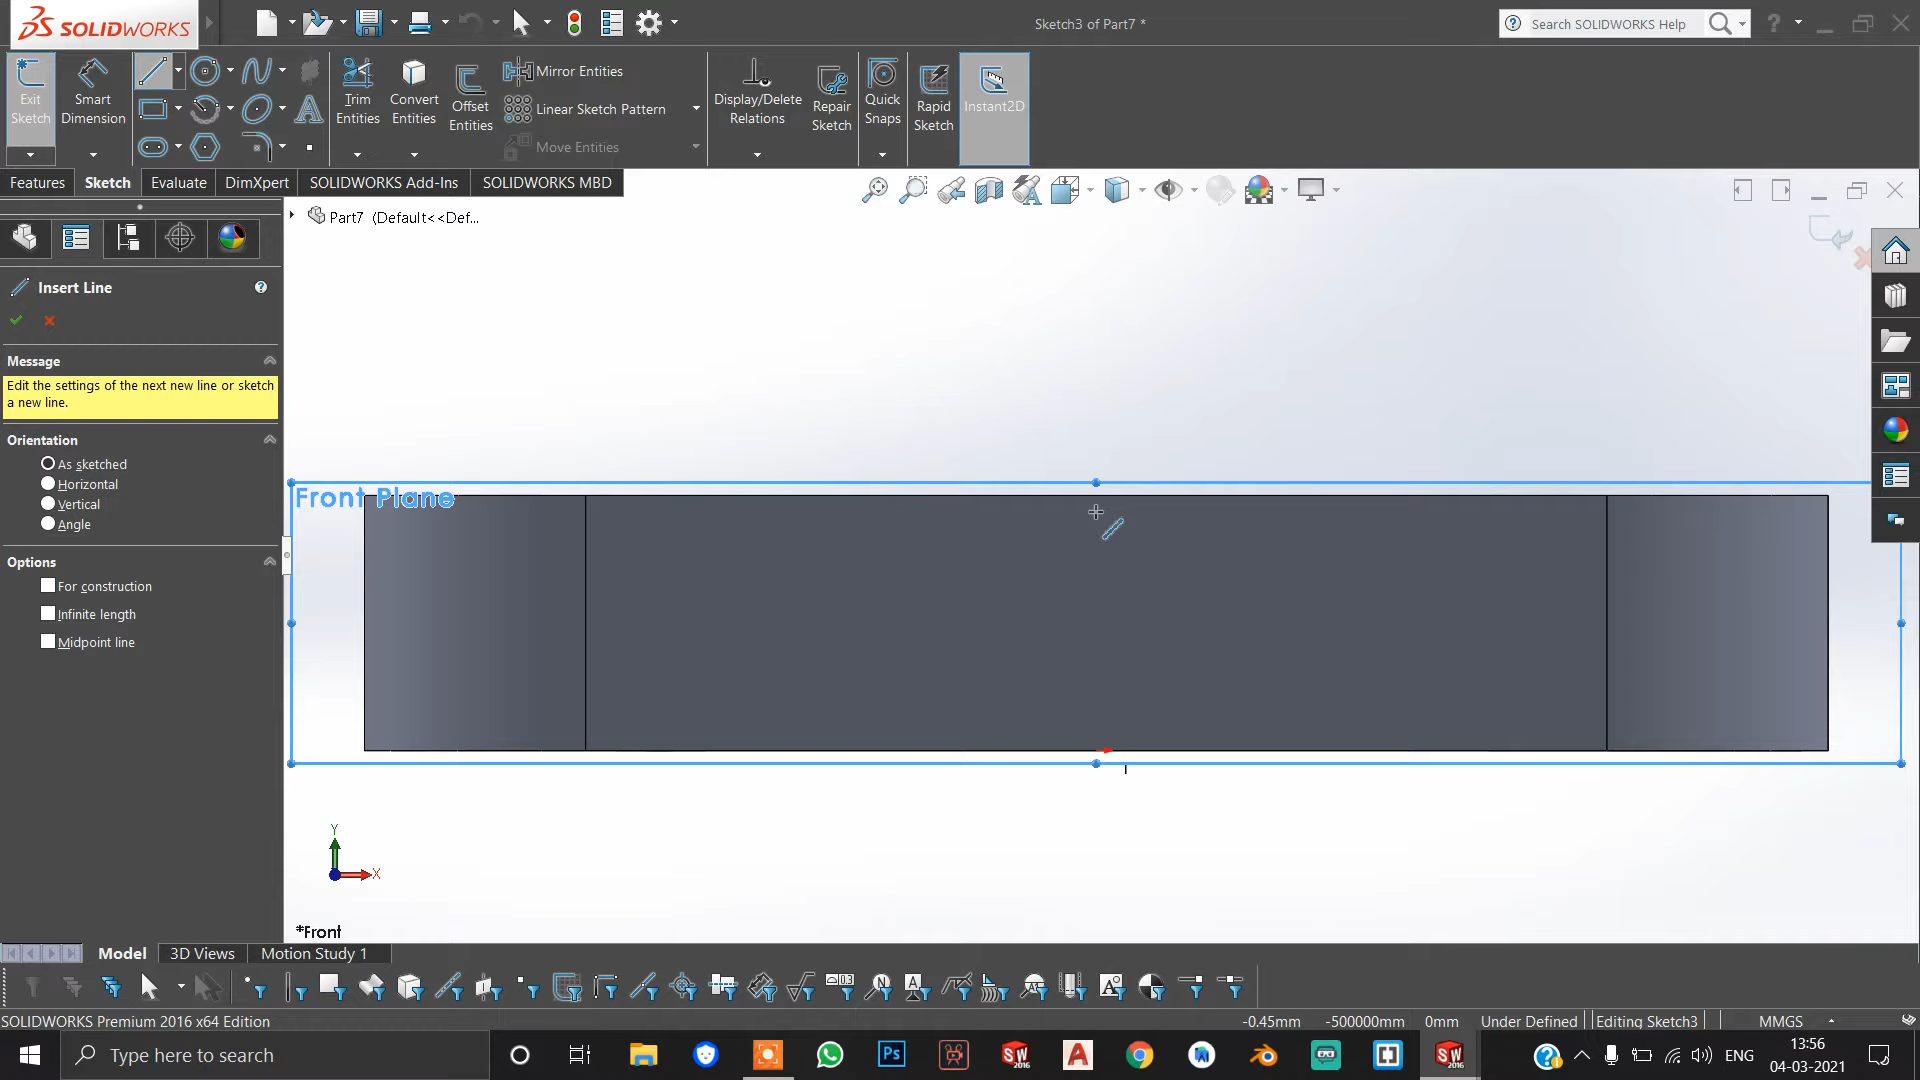 SOLIDWORKS
Sketch3 of Part7 *
Search SOLIDWORKS Help
Exit Sketch
Smart Dimension
Trim Entities
Convert Entities
Offset Entities
Mirror Entities
Linear Sketch Pattern
Move Entities
Display/Delete Relations
Repair Sketch
Quick Snaps
Rapid Sketch
Instant2D
Features
Sketch
Evaluate
DimXpert
SOLIDWORKS Add-Ins
SOLIDWORKS MBD
Part7 (Default<<Def...
Insert Line
Message
Edit the settings of the next new line or sketch
a new line.
Orientation
As sketched
Horizontal
Vertical
Angle
Options
For construction
Infinite length
Midpoint line
Front Plane
Y
X
*Front
Model
3D Views
Motion Study 1
SOLIDWORKS Premium 2016 x64 Edition
-0.45mm
-500000mm
0mm
Under Defined
Editing Sketch3
MMGS
Type here to search
Ps
SW
2016
A
SW
2016
ENG
13:56
04-03-2021